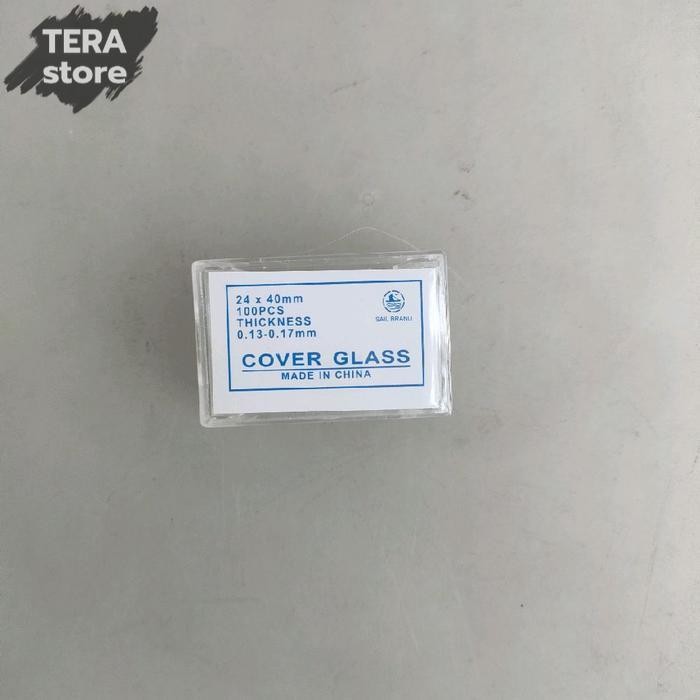 TERA
store
24 x 40mm
100PCS
THICKNESS
0.13-0.17mm
SAIL BRAND
COVER GLASS
MADE IN CHINA